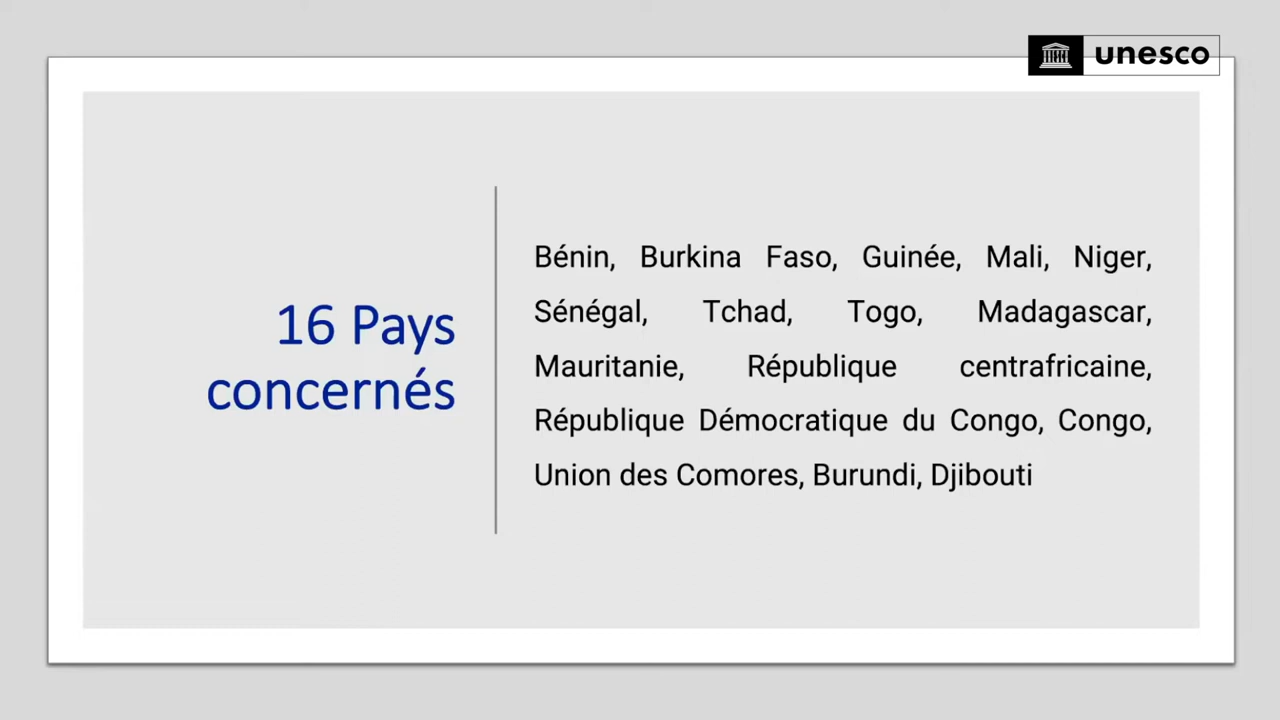 unesco
16 Pays
concernés
Bénin, Burkina Faso, Guinée, Mali, Niger,
Sénégal, Tchad, Togo, Madagascar,
Mauritanie, République centrafricaine,
République Démocratique du Congo, Congo,
Union des Comores, Burundi, Djibouti